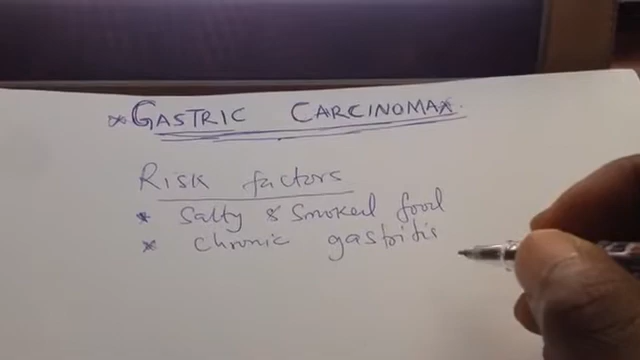 * GASTRIC CARCINOMA *.
Risk factors
* Salty & Smoked food
* chronic gastritis